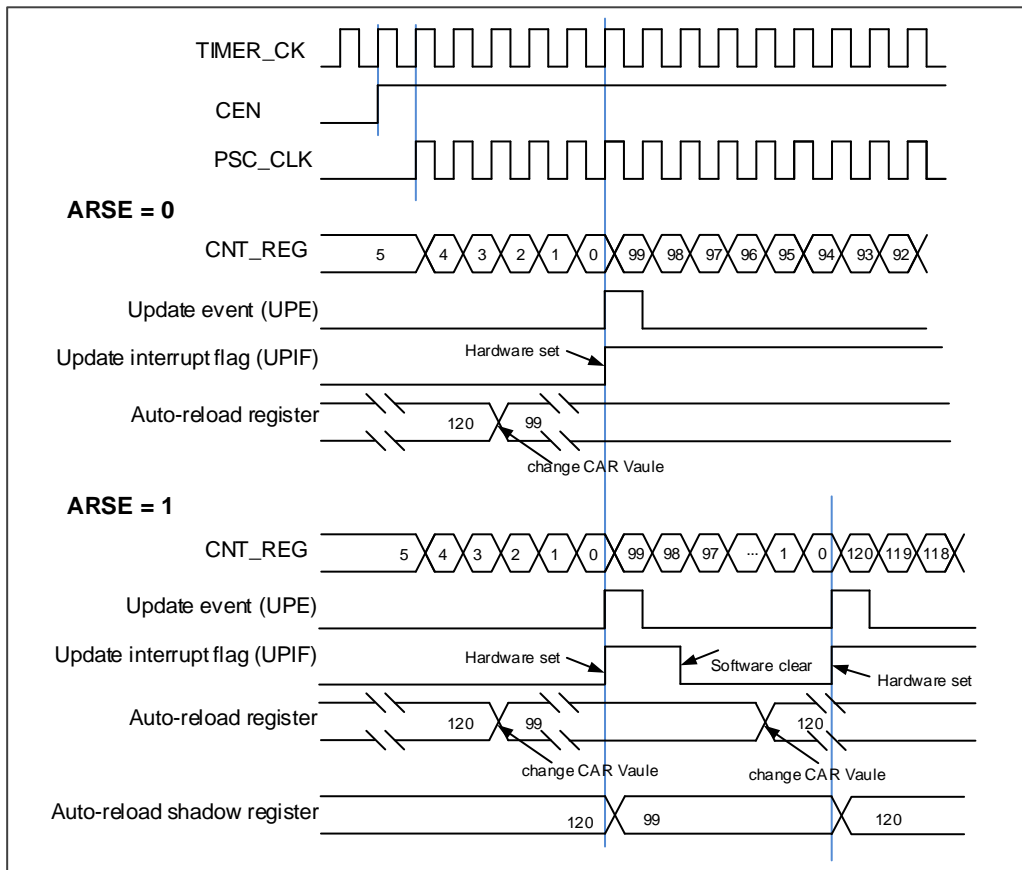 TIMER_CK
CEN
PSC_CLK
ARSE = 0
CNT_REG 5 4 3 2 1 0 99 98 97 96 95 94 93 92
Update event (UPE)
Update interrupt flag (UPIF) Hardware set
Auto-reload register 120 99
change CAR Vaule
ARSE = 1
CNT_REG 5 4 3 2 1 0 99 98 97 ... 1 0 120 119 118
Update event (UPE)
Update interrupt flag (UPIF) Hardware set Software clear Hardware set
Auto-reload register 120 99 120
change CAR Vaule change CAR Vaule
Auto-reload shadow register 120 99 120